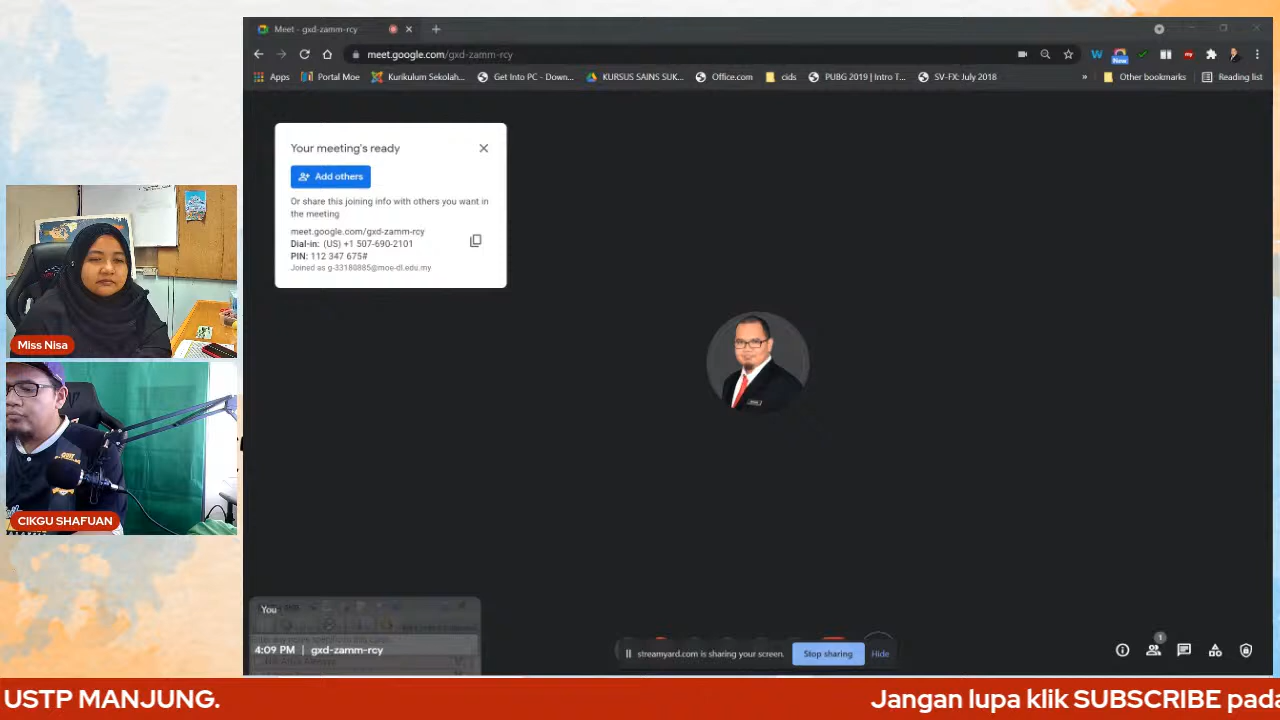 Meet - gxd-zamm-rcy
meet.google.com/gxd-zamm-rcy
New
Apps
Portal Moe
Kurikulum Sekolah...
Get Into PC - Down...
KURSUS SAINS SUK...
Office.com
cids
PUBG 2019 | Intro T...
SV-FX: July 2018
»
Other bookmarks
Reading list
Your meeting's ready
Add others
Or share this joining info with others you want in
the meeting
meet.google.com/gxd-zamm-rcy
Dial-in: (US) +1 507-690-2101
PIN: 112 347 675#
Joined as g-33180885@moe-dl.edu.my
Miss Nisa
CIKGU SHAFUAN
You
4:09 PM | gxd-zamm-rcy
streamyard.com is sharing your screen.
Stop sharing
Hide
1
USTP MANJUNG.
Jangan lupa klik SUBSCRIBE pada